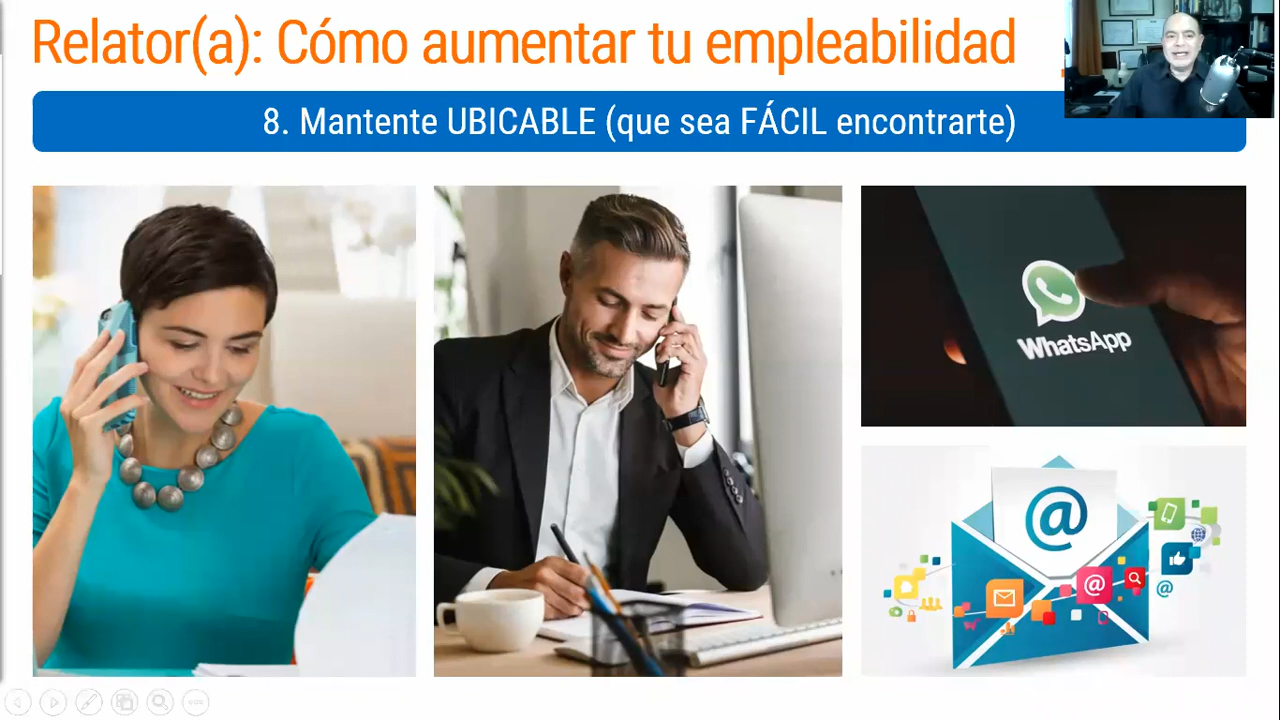 Relator(a): Cómo aumentar tu empleabilidad
8. Mantente UBICABLE (que sea FÁCIL encontrarte)
WhatsApp
@
@
@